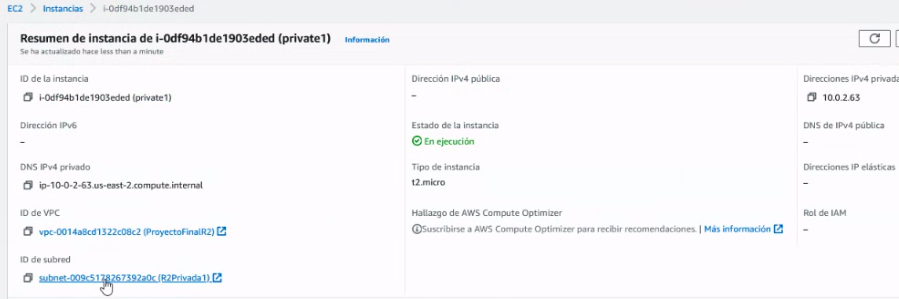 EC2 > Instancias > i-0df94b1de1903eded
Resumen de instancia de i-0df94b1de1903eded (private1) Información
Se ha actualizado hace less than a minute
ID de la instancia
i-0df94b1de1903eded (private1)
Dirección IPv6
–
DNS IPv4 privado
ip-10-0-2-63.us-east-2.compute.internal
ID de VPC
vpc-0014a8cd1322c08c2 (ProyectoFinalR2)
ID de subred
subnet-009c5178267392a0c (R2Privada1)
Dirección IPv4 pública
–
Estado de la instancia
En ejecución
Tipo de instancia
t2.micro
Hallazgo de AWS Compute Optimizer
Suscribirse a AWS Compute Optimizer para recibir recomendaciones. | Más información
Direcciones IPv4 privada
10.0.2.63
DNS de IPv4 pública
–
Direcciones IP elásticas
–
Rol de IAM
–